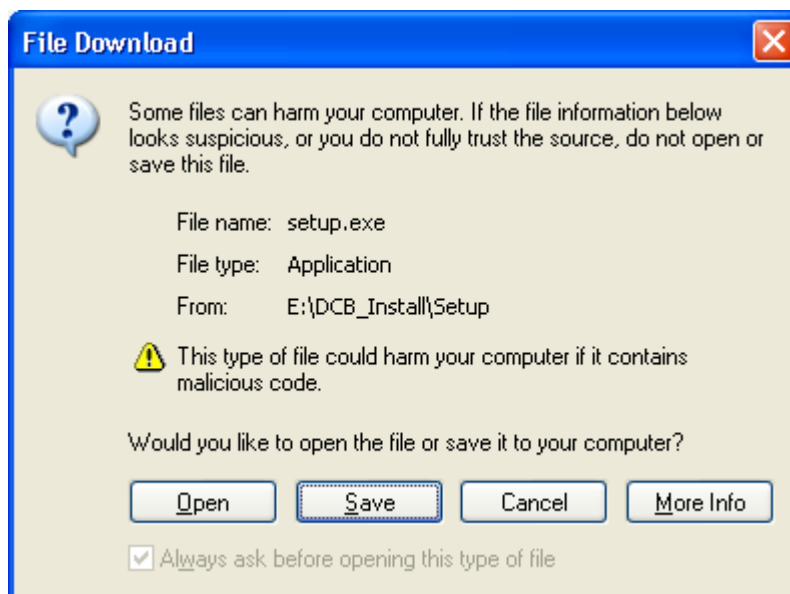 File Download
Some files can harm your computer. If the file information below
looks suspicious, or you do not fully trust the source, do not open or
save this file.
File name: setup.exe
File type: Application
From: E:\DCB_Install\Setup
This type of file could harm your computer if it contains
malicious code.
Would you like to open the file or save it to your computer?
Open Save Cancel More Info
Always ask before opening this type of file